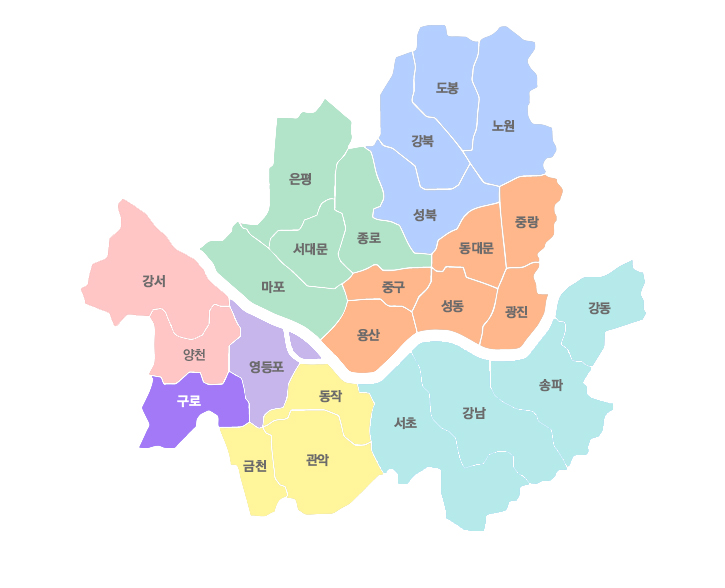 도봉
노원
강북
은평
성북
중랑
종로
동대문
서대문
강서
마포
중구
성동
광진
강동
용산
양천
영등포
구로
동작
송파
서초
강남
금천
관악